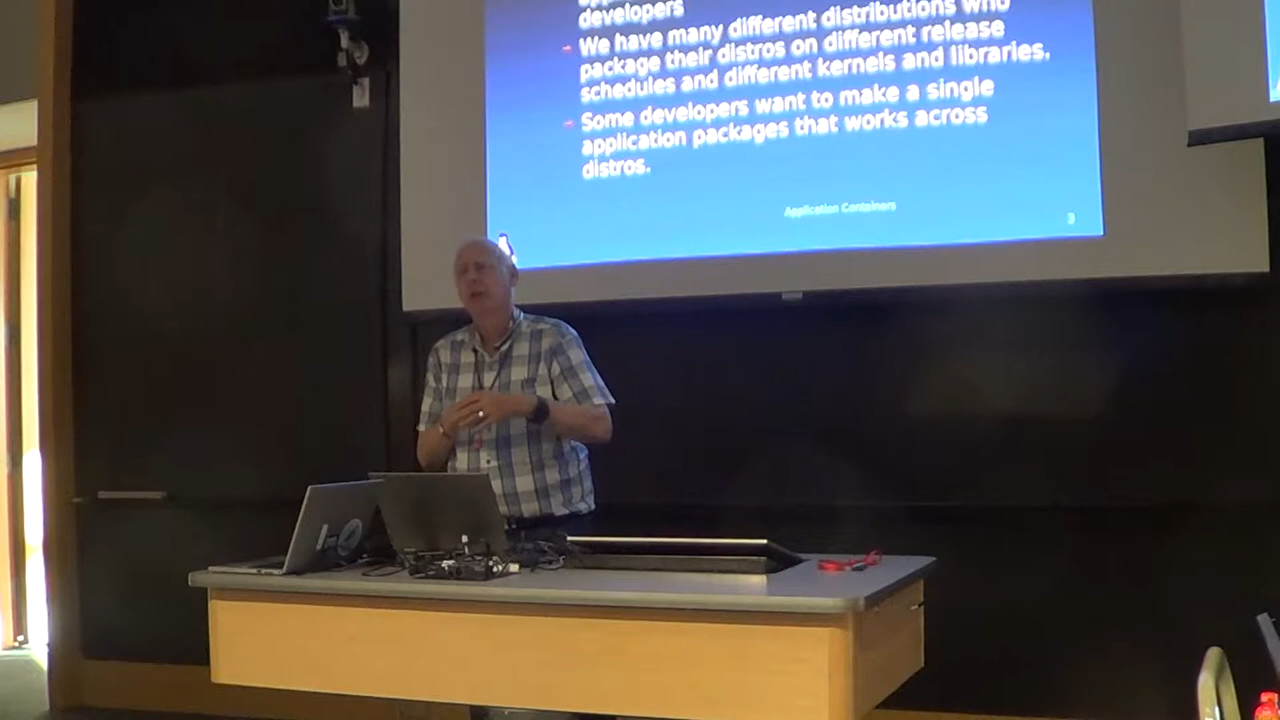 developers
We have many different distributions who
package their distros on different release
schedules and different kernels and libraries.
Some developers want to make a single
application packages that works across
distros.
Application Containers
3